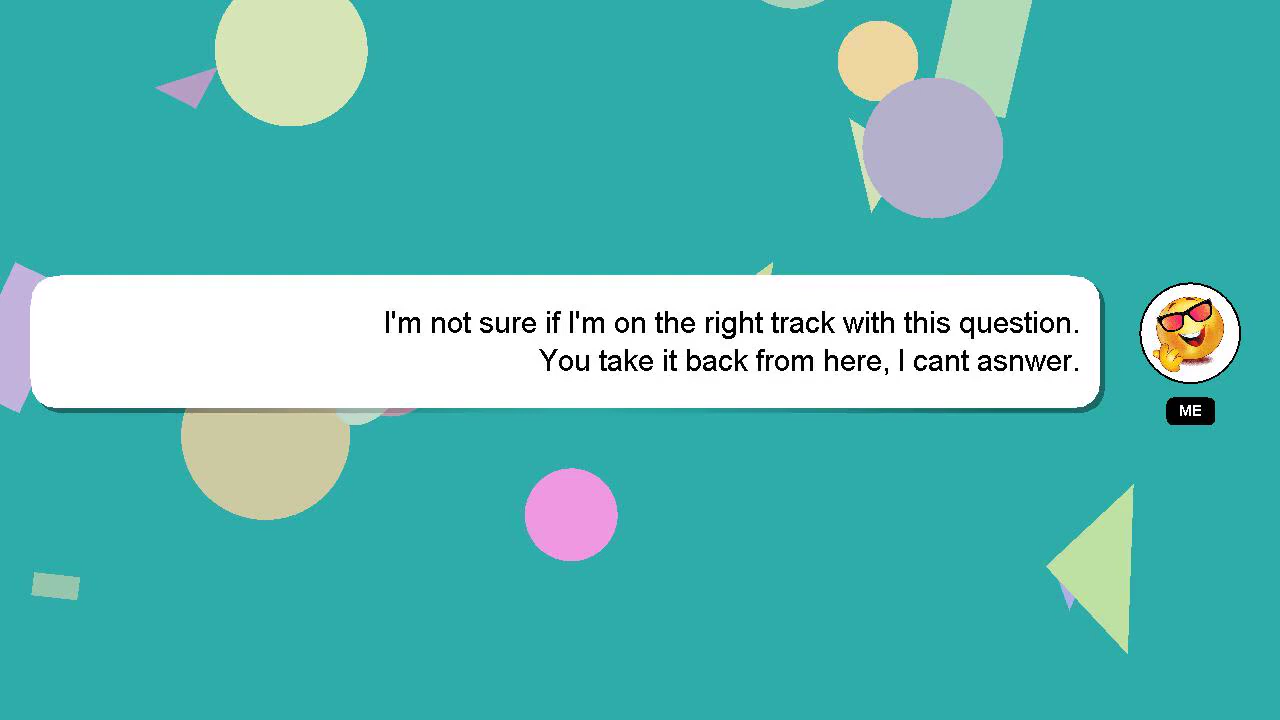 I'm not sure if I'm on the right track with this question.
You take it back from here, I cant asnwer.
ME